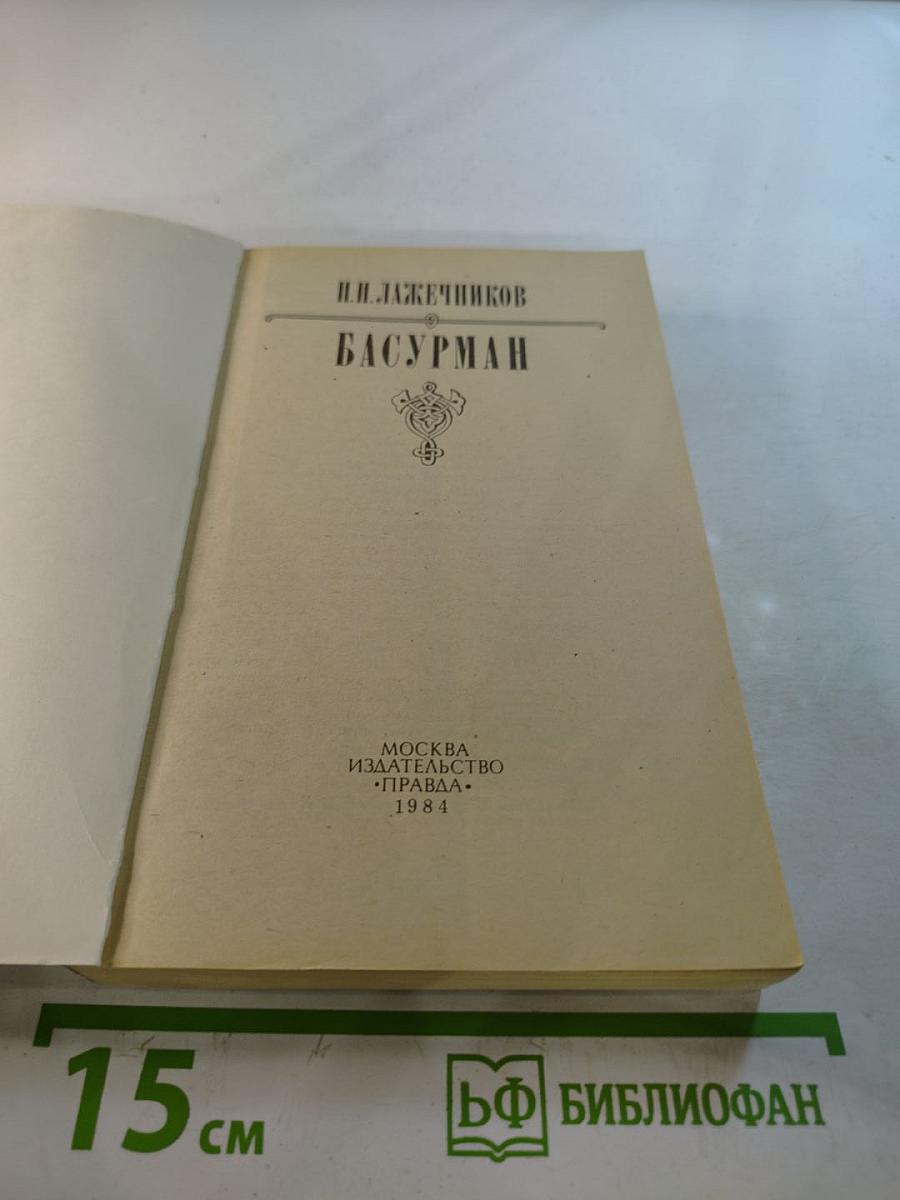 И. И. ЛАЖЕЧНИКОВ
БАСУРМАН
МОСКВА
ИЗДАТЕЛЬСТВО
•ПРАВДА•
1984
15 см
ЬФ БИБЛИОФАН